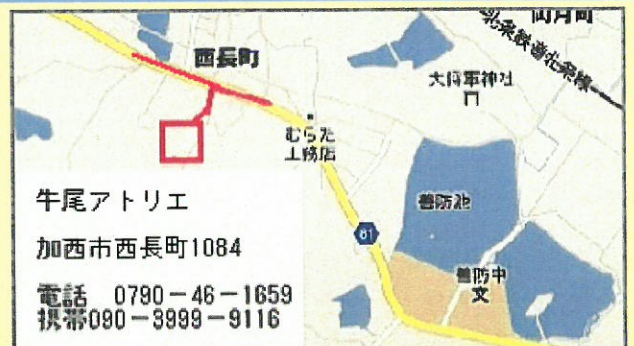 西長町
北条鉄道北条線
大将軍神社
むらた
工務店
善防池
81
善防中
文
牛尾アトリエ
加西市西長町1084
電話 0790-46-1659
携帯090-3999-9116